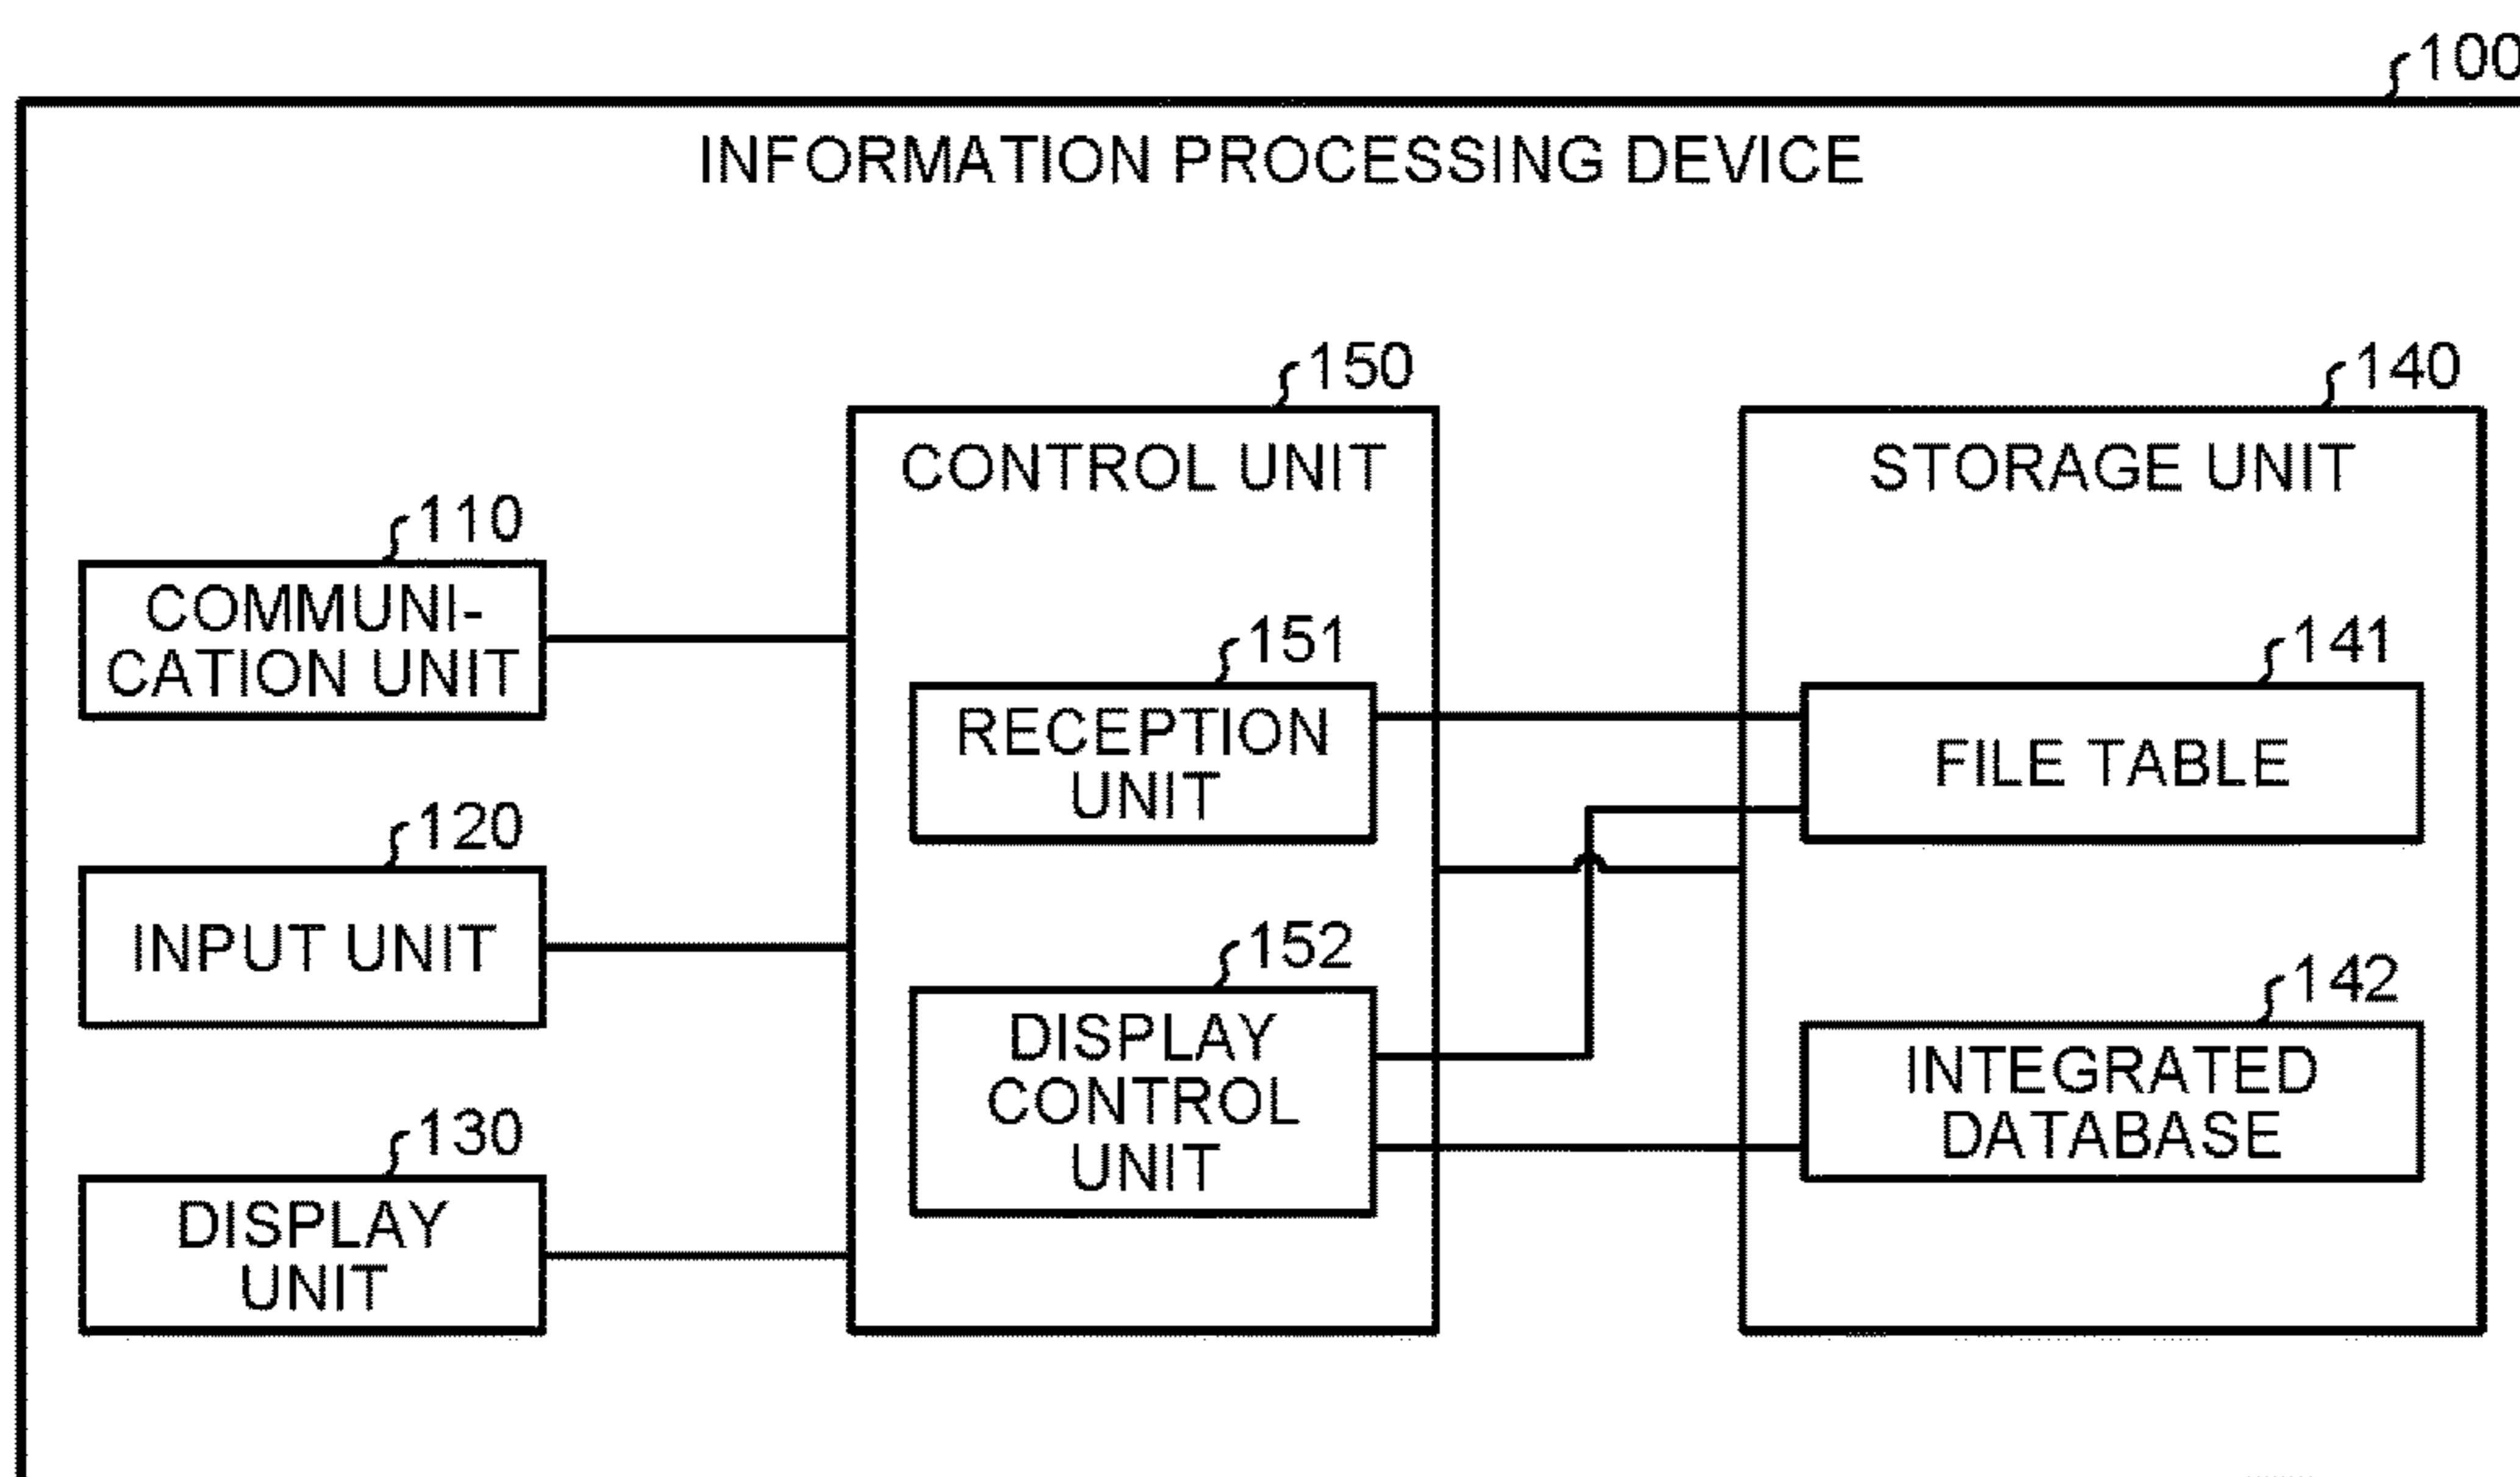 100
INFORMATION PROCESSING DEVICE
150
CONTROL UNIT
140
STORAGE UNIT
110
COMMUNI-
CATION UNIT
151
RECEPTION
UNIT
141
FILE TABLE
120
INPUT UNIT
152
DISPLAY
CONTROL
UNIT
142
INTEGRATED
DATABASE
130
DISPLAY
UNIT